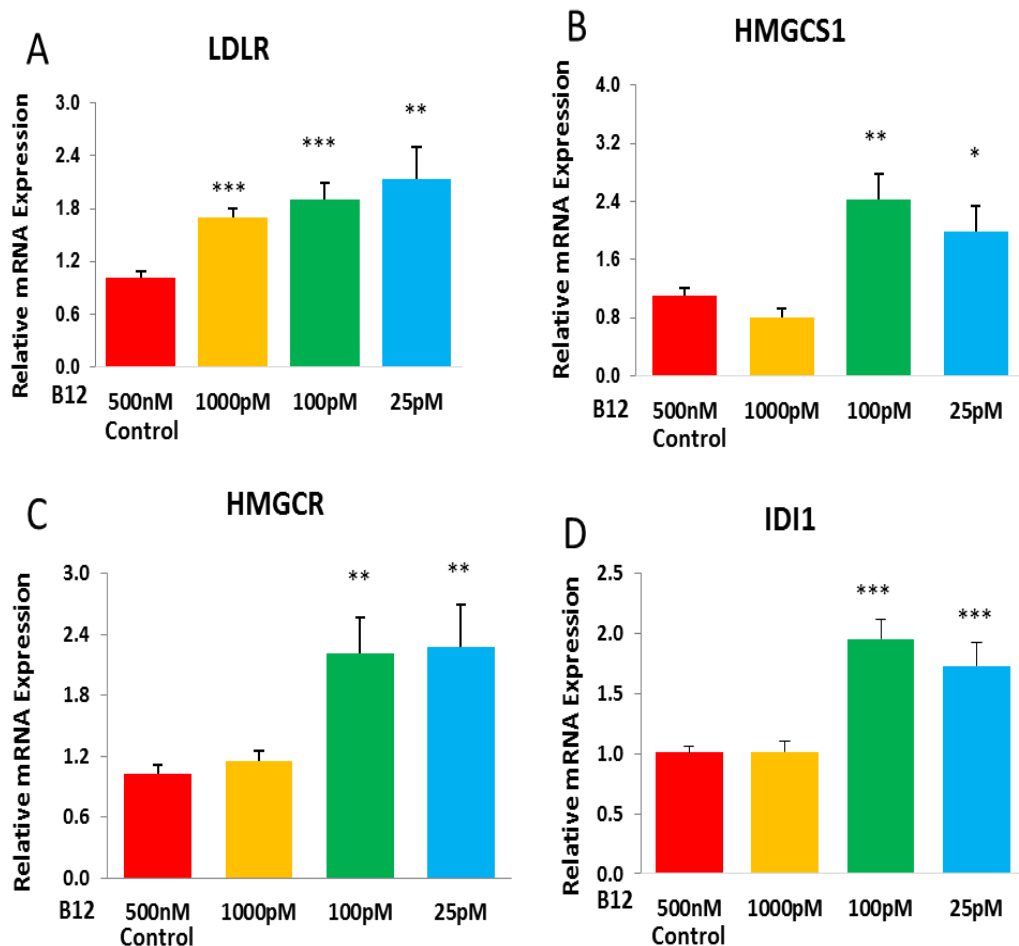 A
LDLR
Relative mRNA Expression
3.0
2.4
1.8
1.2
0.6
0.0
***
***
**
B12
500nM 1000pM 100pM 25pM
Control
B
HMGCS1
Relative mRNA Expression
4.0
3.2
2.4
1.6
0.8
0.0
**
*
B12
500nM 1000pM 100pM 25pM
Control
C
HMGCR
Relative mRNA Expression
3.0
2.4
1.8
1.2
0.6
0.0
**
**
B12
500nM 1000pM 100pM 25pM
Control
D
IDI1
Relative mRNA Expression
2.5
2.0
1.5
1.0
0.5
0.0
***
***
B12
500nM 1000pM 100pM 25pM
Control